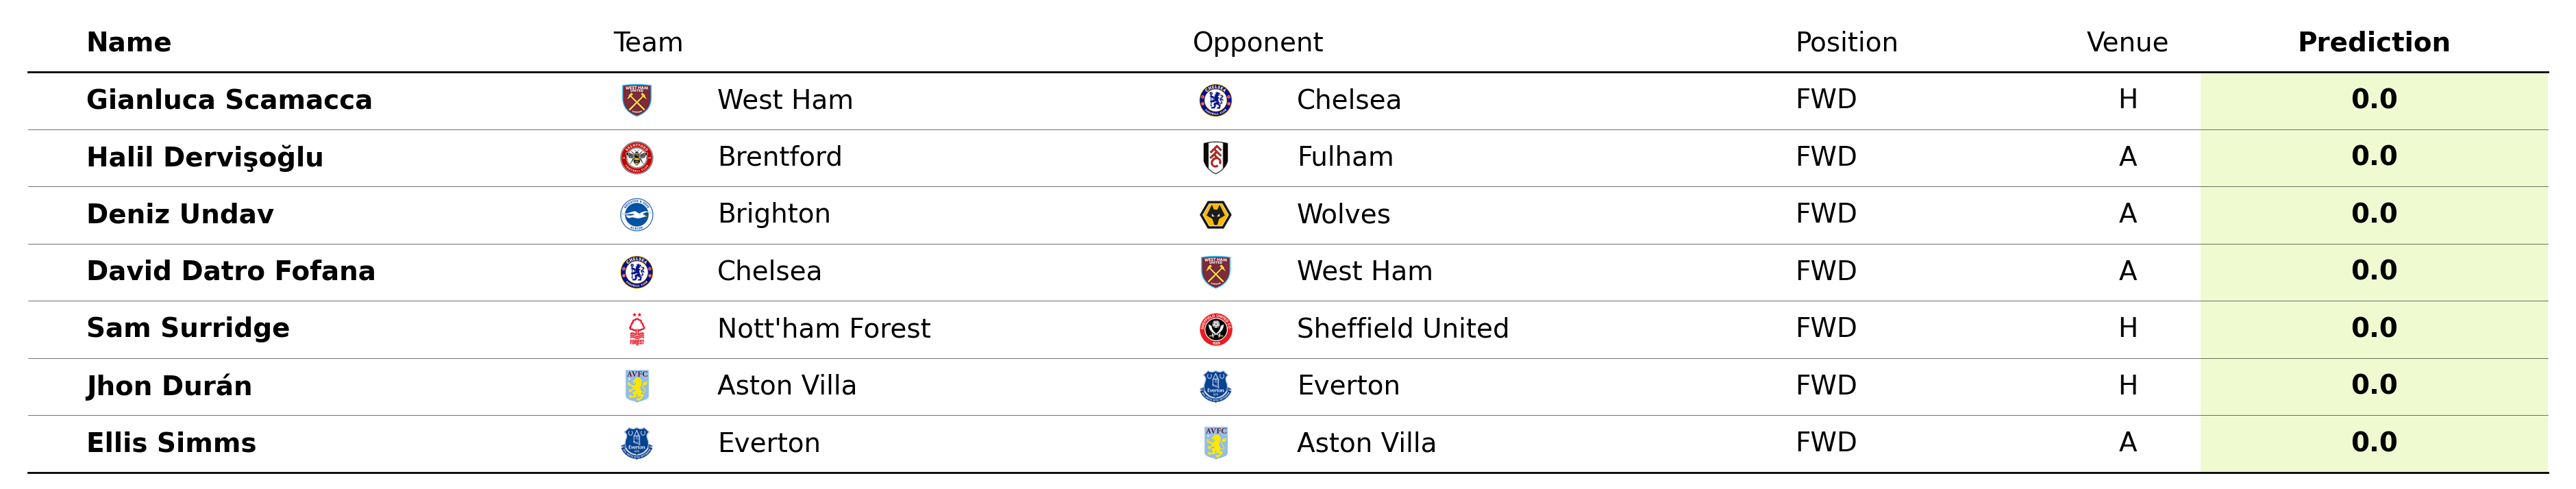 Name Team Opponent Position Venue Prediction
Gianluca Scamacca West Ham Chelsea FWD H 0.0
Halil Dervişoğlu Brentford Fulham FWD A 0.0
Deniz Undav Brighton Wolves FWD A 0.0
David Datro Fofana Chelsea West Ham FWD A 0.0
Sam Surridge Nott'ham Forest Sheffield United FWD H 0.0
Jhon Durán Aston Villa Everton FWD H 0.0
Ellis Simms Everton Aston Villa FWD A 0.0